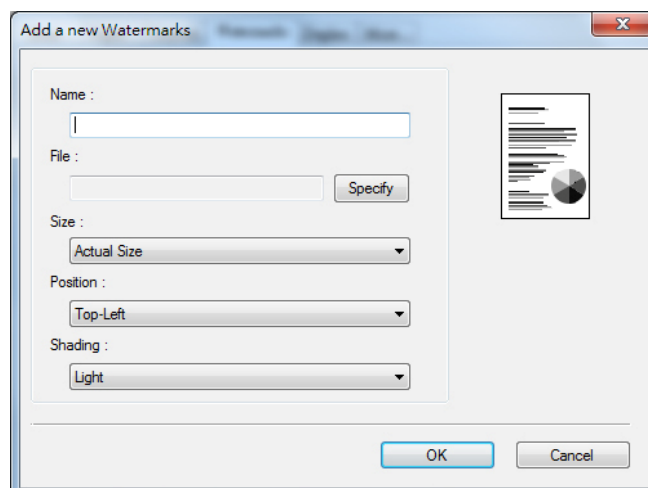 Add a new Watermarks
Name :
File :
Specify
Size :
Actual Size
Position :
Top-Left
Shading :
Light
OK
Cancel